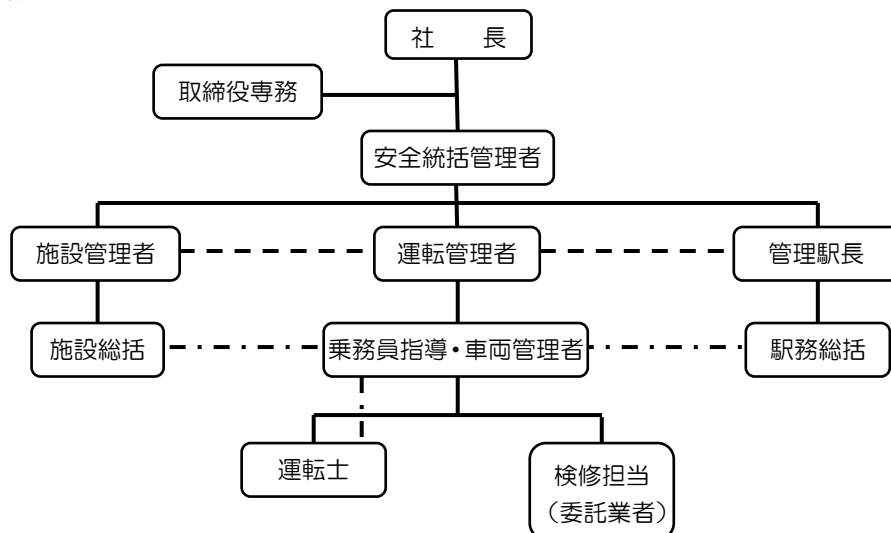 社　　長
取締役専務
安全統括管理者
施設管理者
運転管理者
管理駅長
施設総括
乗務員指導・車両管理者
駅務総括
運転士
検修担当
（委託業者）